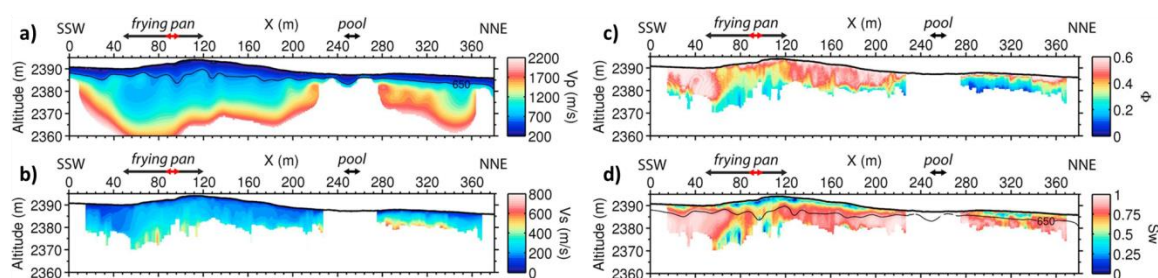 a)
SSW frying pan X (m) pool NNE
0 40 80 120 160 200 240 280 320 360
Altitude (m)
2390
2380
2370
2360
650
2200
1700
1200
700
200
Vp (m/s)
b)
SSW frying pan X (m) pool NNE
0 40 80 120 160 200 240 280 320 360
Altitude (m)
2390
2380
2370
2360
800
600
400
200
0
Vs (m/s)
c)
SSW frying pan X (m) pool NNE
0 40 80 120 160 200 240 280 320 360
Altitude (m)
2390
2380
2370
2360
0.6
0.4
0.2
0
Φ
d)
SSW frying pan X (m) pool NNE
0 40 80 120 160 200 240 280 320 360
Altitude (m)
2390
2380
2370
2360
650
1
0.75
0.5
0.25
0
Sw